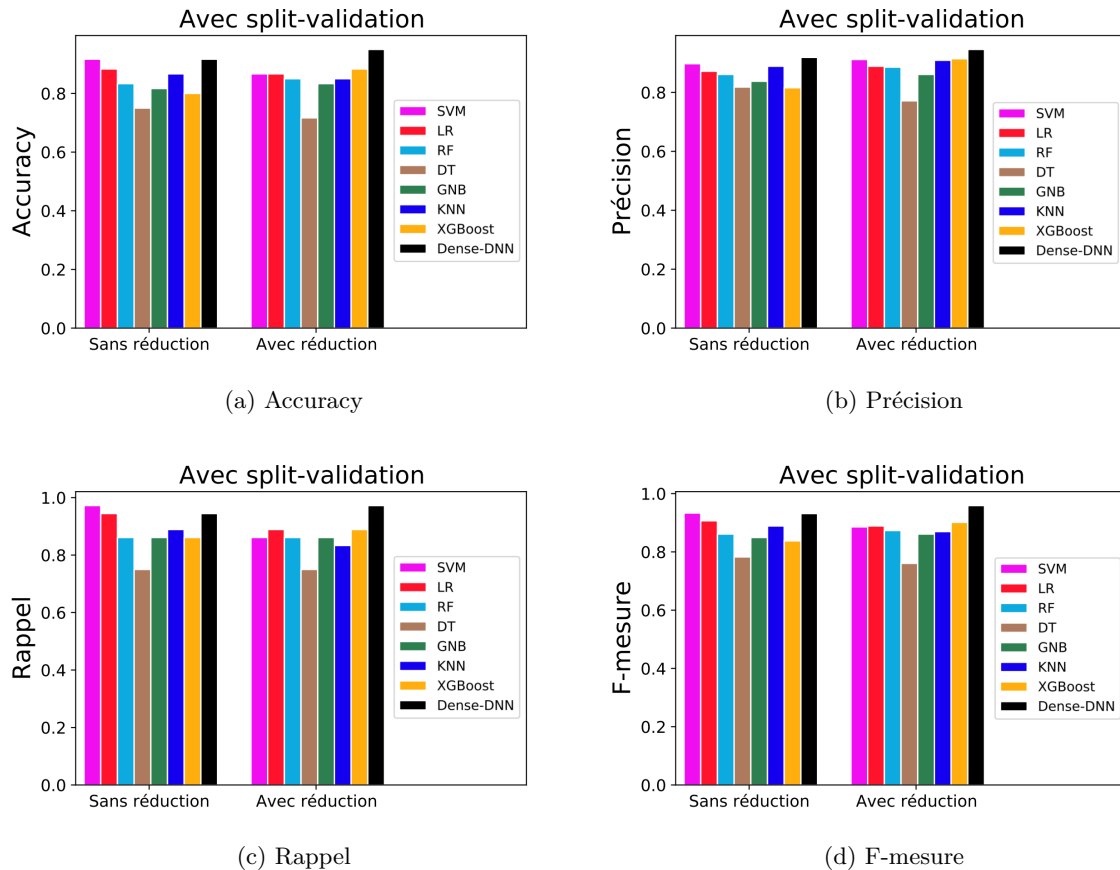 Avec split-validation
Accuracy
0.8
0.6
0.4
0.2
0.0
Sans réduction
Avec réduction
SVM
LR
RF
DT
GNB
KNN
XGBoost
Dense-DNN
(a) Accuracy
Avec split-validation
Précision
0.8
0.6
0.4
0.2
0.0
Sans réduction
Avec réduction
SVM
LR
RF
DT
GNB
KNN
XGBoost
Dense-DNN
(b) Précision
Avec split-validation
Rappel
1.0
0.8
0.6
0.4
0.2
0.0
Sans réduction
Avec réduction
SVM
LR
RF
DT
GNB
KNN
XGBoost
Dense-DNN
(c) Rappel
Avec split-validation
F-mesure
1.0
0.8
0.6
0.4
0.2
0.0
Sans réduction
Avec réduction
SVM
LR
RF
DT
GNB
KNN
XGBoost
Dense-DNN
(d) F-mesure